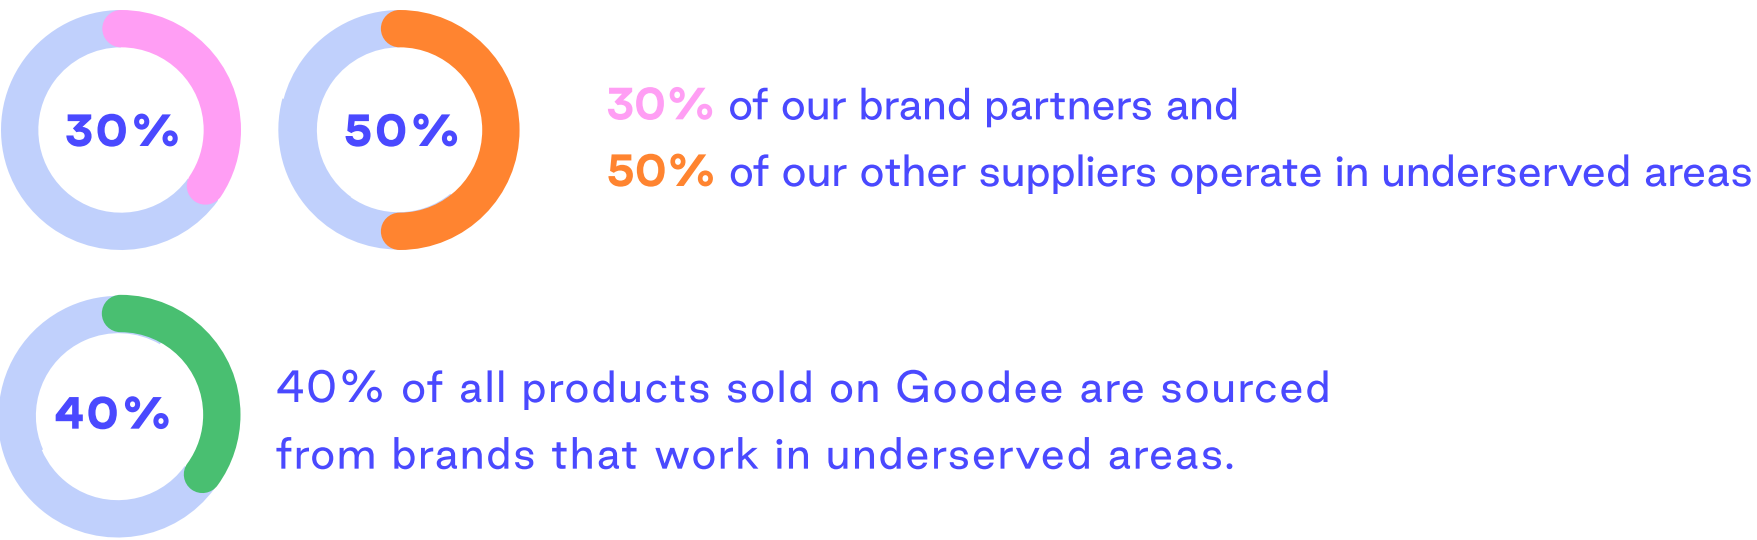 30%
50%
30% of our brand partners and
50% of our other suppliers operate in underserved areas
40%
40% of all products sold on Goodee are sourced
from brands that work in underserved areas.